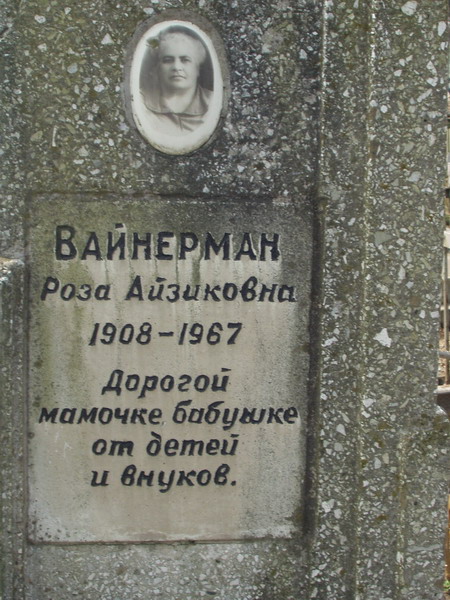 ВАЙНЕРМАН
Роза Айзиковна
1908-1967
Дорогой
мамочке, бабушке
от детей
и внуков.